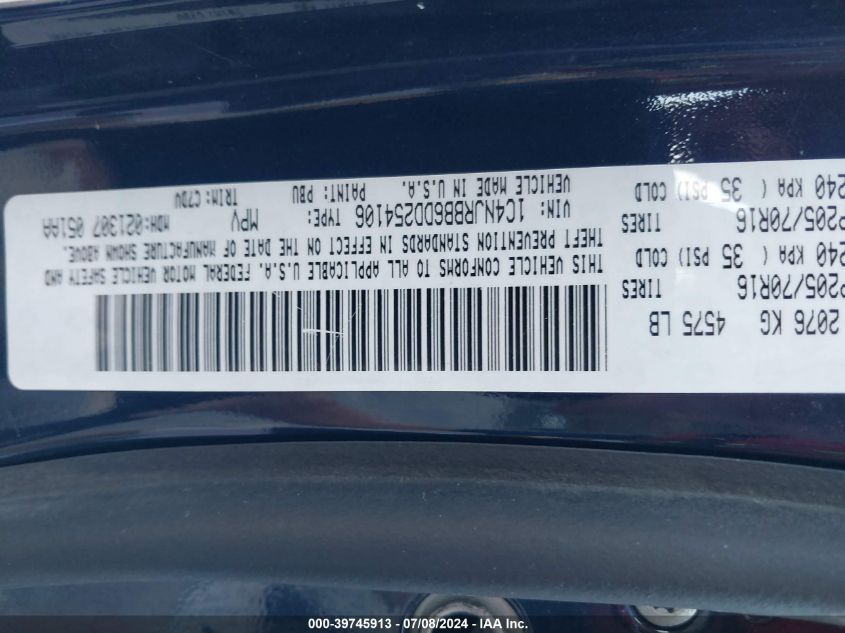 2076 KG 4575 LB
P205/70R16 TIRES
240 KPA ( 35 PSI) COLD
P205/70R16 TIRES
240 KPA ( 35 PSI) COLD
THIS VEHICLE CONFORMS TO ALL APPLICABLE U.S.A. FEDERAL MOTOR VEHICLE SAFETY AND
THEFT PREVENTION STANDARDS IN EFFECT ON THE DATE OF MANUFACTURE SHOWN ABOVE.
VIN: 1C4NJRBB6DD254106 TYPE: MPV MDH:021307 051AA
VEHICLE MADE IN U.S.A. PAINT: PBU TRIM: C7DV
000-39745913 - 07/08/2024 - IAA Inc.